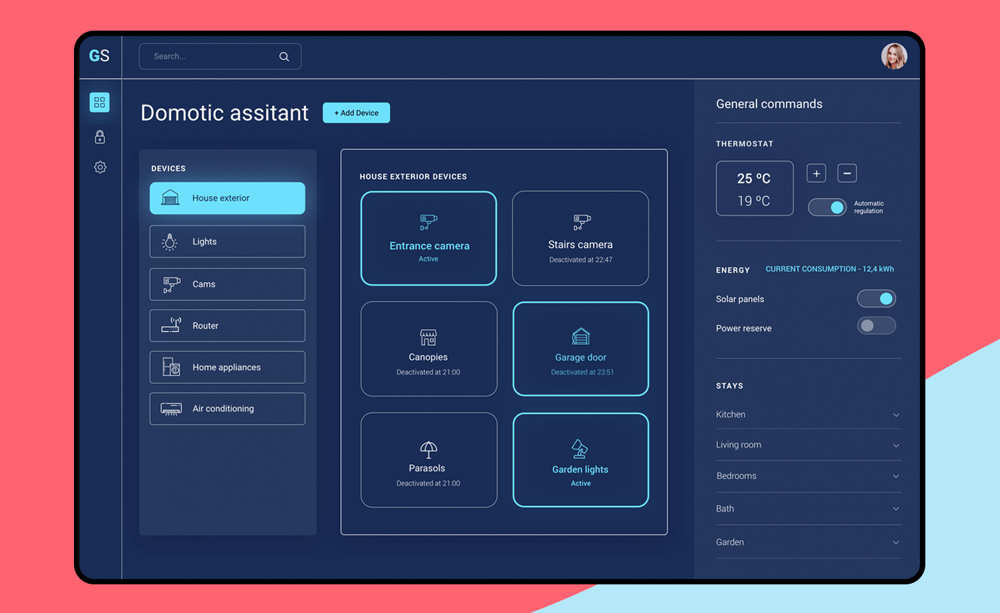 GS
Search...
Domotic assitant
+ Add Device
DEVICES
House exterior
Lights
Cams
Router
Home appliances
Air conditioning
HOUSE EXTERIOR DEVICES
Entrance camera
Active
Stairs camera
Deactivated at 22:47
Canopies
Deactivated at 21:00
Garage door
Deactivated at 23:51
Parasols
Deactivated at 21:00
Garden lights
Active
General commands
THERMOSTAT
25 ºC
19 ºC
+
−
Automatic
regulation
ENERGY
CURRENT CONSUMPTION - 12,4 kWh
Solar panels
Power reserve
STAYS
Kitchen
Living room
Bedrooms
Bath
Garden